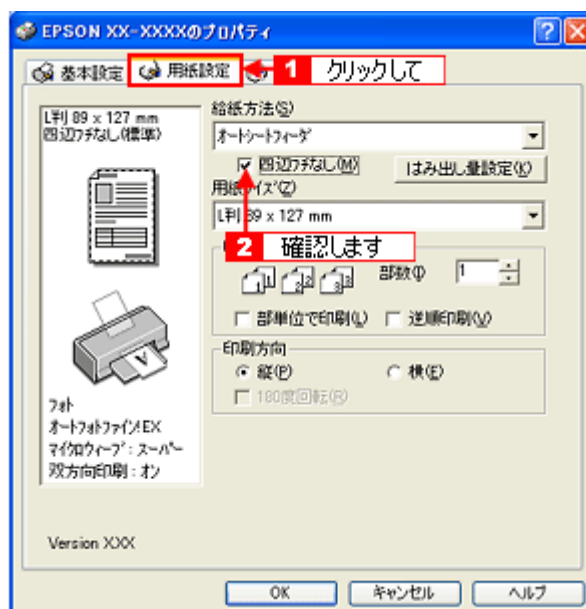 EPSON XX-XXXXのプロパティ
基本設定 用紙設定
1 クリックして
L判 89 x 127 mm
四辺フチなし(標準)
給紙方法(S)
オートシートフィーダ
四辺フチなし(M) はみ出し量設定(K)
用紙サイズ(Z)
L判 89 x 127 mm
2 確認します
部数(I) 1
部単位で印刷(L) 逆順印刷(V)
印刷方向
縦(P) 横(E)
180度回転(R)
フォト
オートフォトファイン!EX
マイクロウィーブ:スーパー
双方向印刷:オン
Version XXX
OK キャンセル ヘルプ